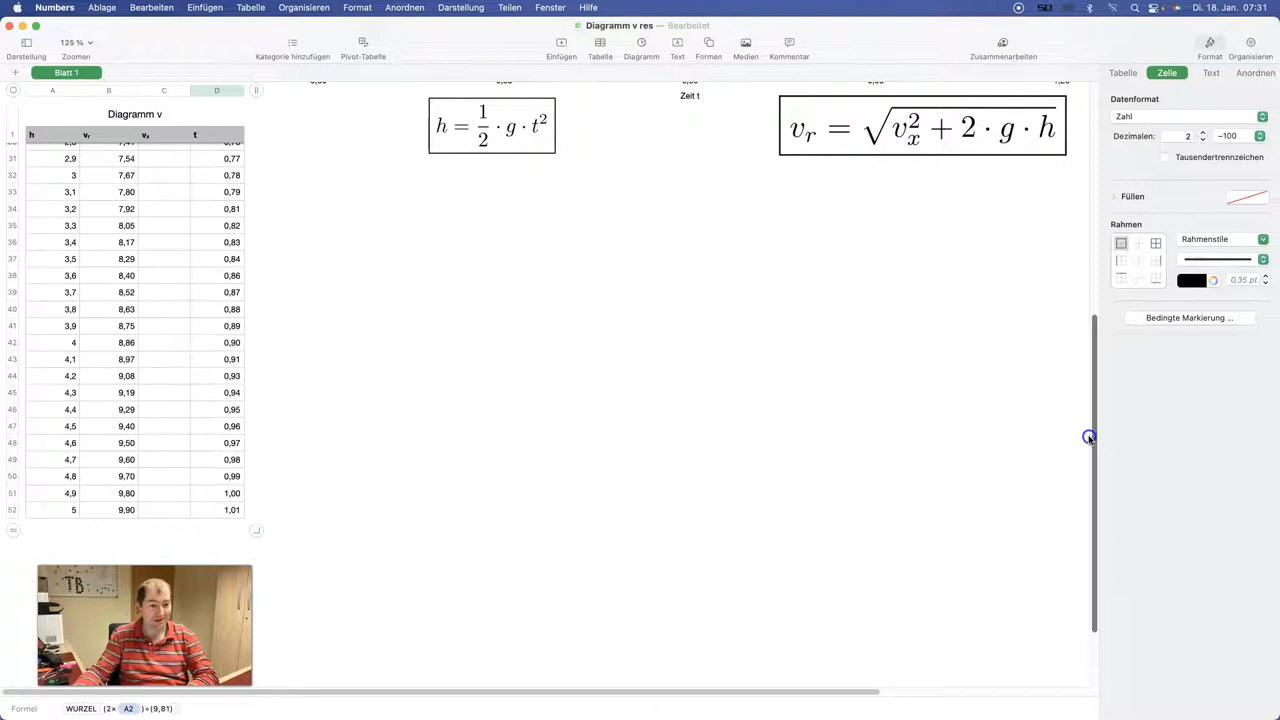 Numbers Ablage Bearbeiten Einfügen Tabelle Organisieren Format Anordnen Darstellung Teilen Fenster Hilfe Di. 18. Jan. 07:31
Diagramm v res — Bearbeitet
125 %
Darstellung Zoomen Kategorie hinzufügen Pivot-Tabelle Einfügen Tabelle Diagramm Text Formen Medien Kommentar Zusammenarbeiten Format Organisieren
Blatt 1
Tabelle Zelle Text Anordnen
A B C D
Diagramm v
1 h vᵣ vₓ t
31 2,9 7,54 0,77
32 3 7,67 0,78
33 3,1 7,80 0,79
34 3,2 7,92 0,81
35 3,3 8,05 0,82
36 3,4 8,17 0,83
37 3,5 8,29 0,84
38 3,6 8,40 0,86
39 3,7 8,52 0,87
40 3,8 8,63 0,88
41 3,9 8,75 0,89
42 4 8,86 0,90
43 4,1 8,97 0,91
44 4,2 9,08 0,93
45 4,3 9,19 0,94
46 4,4 9,29 0,95
47 4,5 9,40 0,96
48 4,6 9,50 0,97
49 4,7 9,60 0,98
50 4,8 9,70 0,99
51 4,9 9,80 1,00
52 5 9,90 1,01
Zeit t
h = 1/2 · g · t²
vᵣ = √(vₓ² + 2 · g · h)
Datenformat
Zahl
Dezimalen: 2 −100
Tausendertrennzeichen
Füllen
Rahmen
Rahmenstile
0,35 pt
Bedingte Markierung ...
TB
Formel WURZEL (2× A2 )÷(9,81)